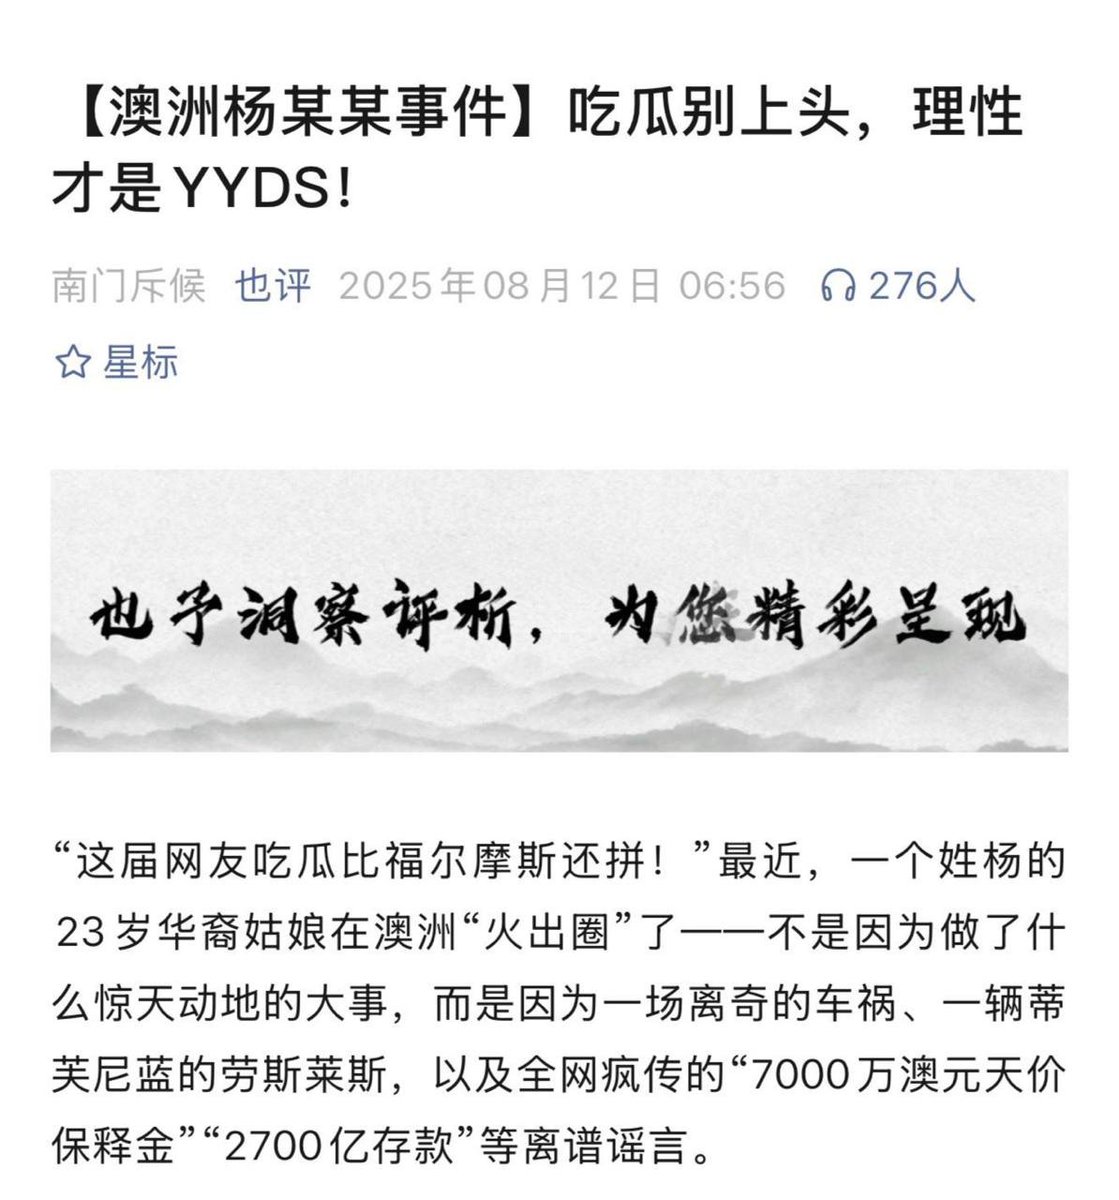 【澳洲杨某某事件】吃瓜别上头，理性
才是YYDS！
南门斥候 也评 2025年08月12日 06:56 276人
星标
也予洞察评析，为您精彩呈现
“这届网友吃瓜比福尔摩斯还拼！”最近，一个姓杨的
23岁华裔姑娘在澳洲“火出圈”了——不是因为做了什
么惊天动地的大事，而是因为一场离奇的车祸、一辆蒂
芙尼蓝的劳斯莱斯，以及全网疯传的“7000万澳元天价
保释金”“2700亿存款”等离谱谣言。